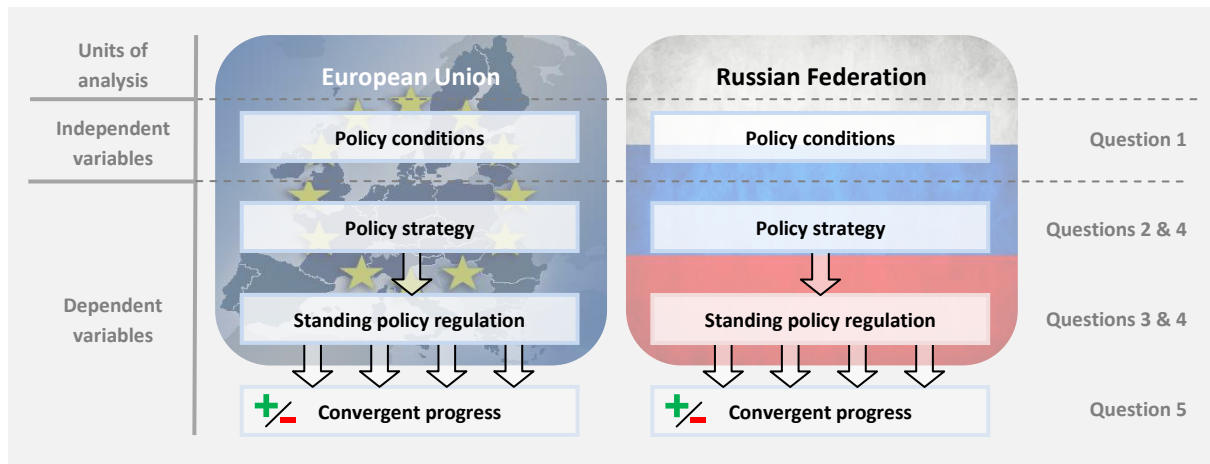 Units of
analysis
European Union
Russian Federation
Independent
variables
Policy conditions
Policy conditions
Question 1
Policy strategy
Policy strategy
Questions 2 & 4
Dependent
variables
Standing policy regulation
Standing policy regulation
Questions 3 & 4
Convergent progress
Convergent progress
Question 5